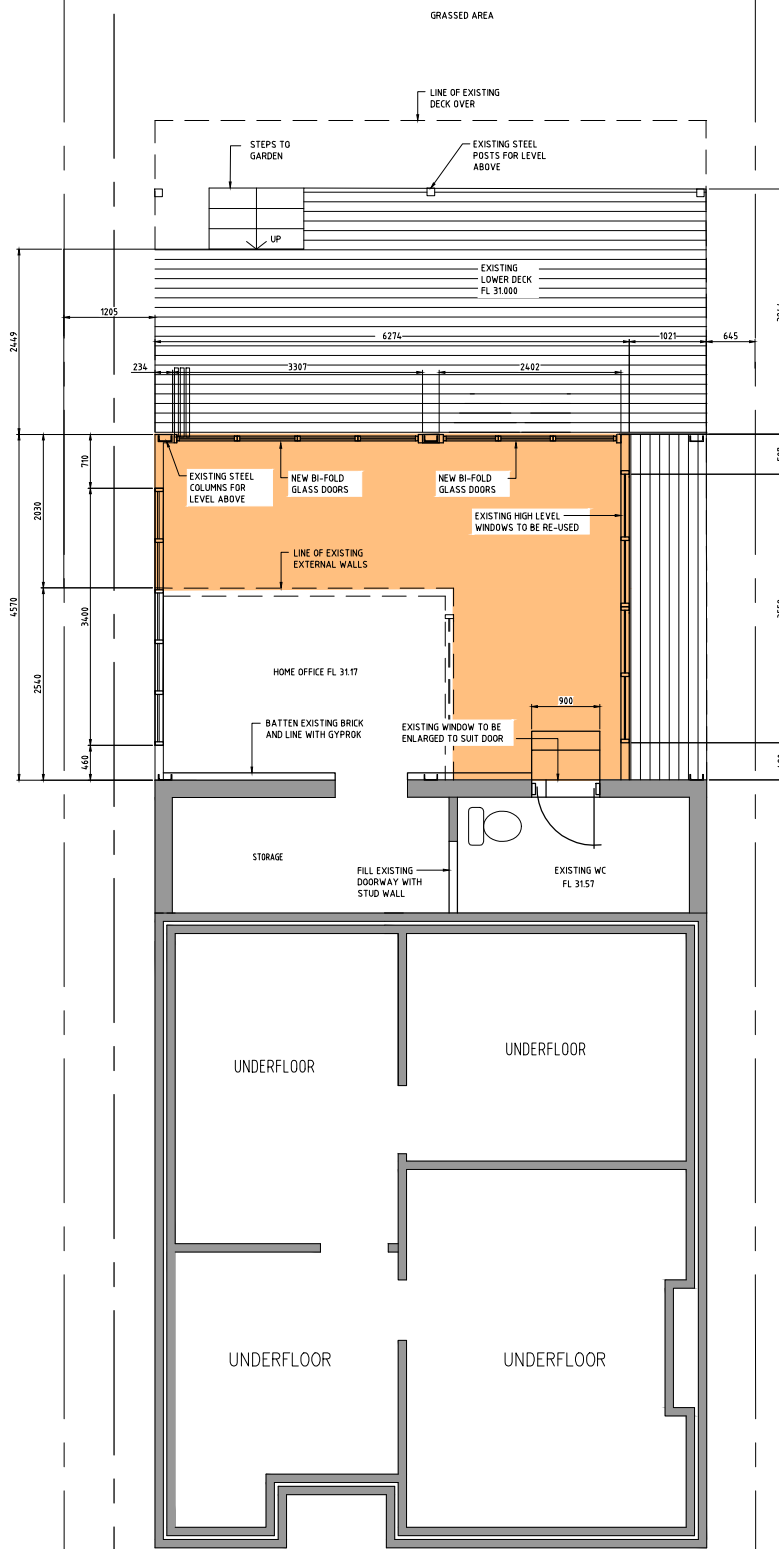 GRASSED AREA
LINE OF EXISTING
DECK OVER
STEPS TO
GARDEN
EXISTING STEEL
POSTS FOR LEVEL
ABOVE
UP
EXISTING
LOWER DECK
FL 31.000
1205
2449
6274
1021
645
234
3307
2402
710
2030
EXISTING STEEL
COLUMNS FOR
LEVEL ABOVE
NEW BI-FOLD
GLASS DOORS
NEW BI-FOLD
GLASS DOORS
EXISTING HIGH LEVEL
WINDOWS TO BE RE-USED
LINE OF EXISTING
EXTERNAL WALLS
4570
3400
2540
460
HOME OFFICE FL 31.17
900
BATTEN EXISTING BRICK
AND LINE WITH GYPROK
EXISTING WINDOW TO BE
ENLARGED TO SUIT DOOR
STORAGE
FILL EXISTING
DOORWAY WITH
STUD WALL
EXISTING WC
FL 31.57
UNDERFLOOR
UNDERFLOOR
UNDERFLOOR
UNDERFLOOR